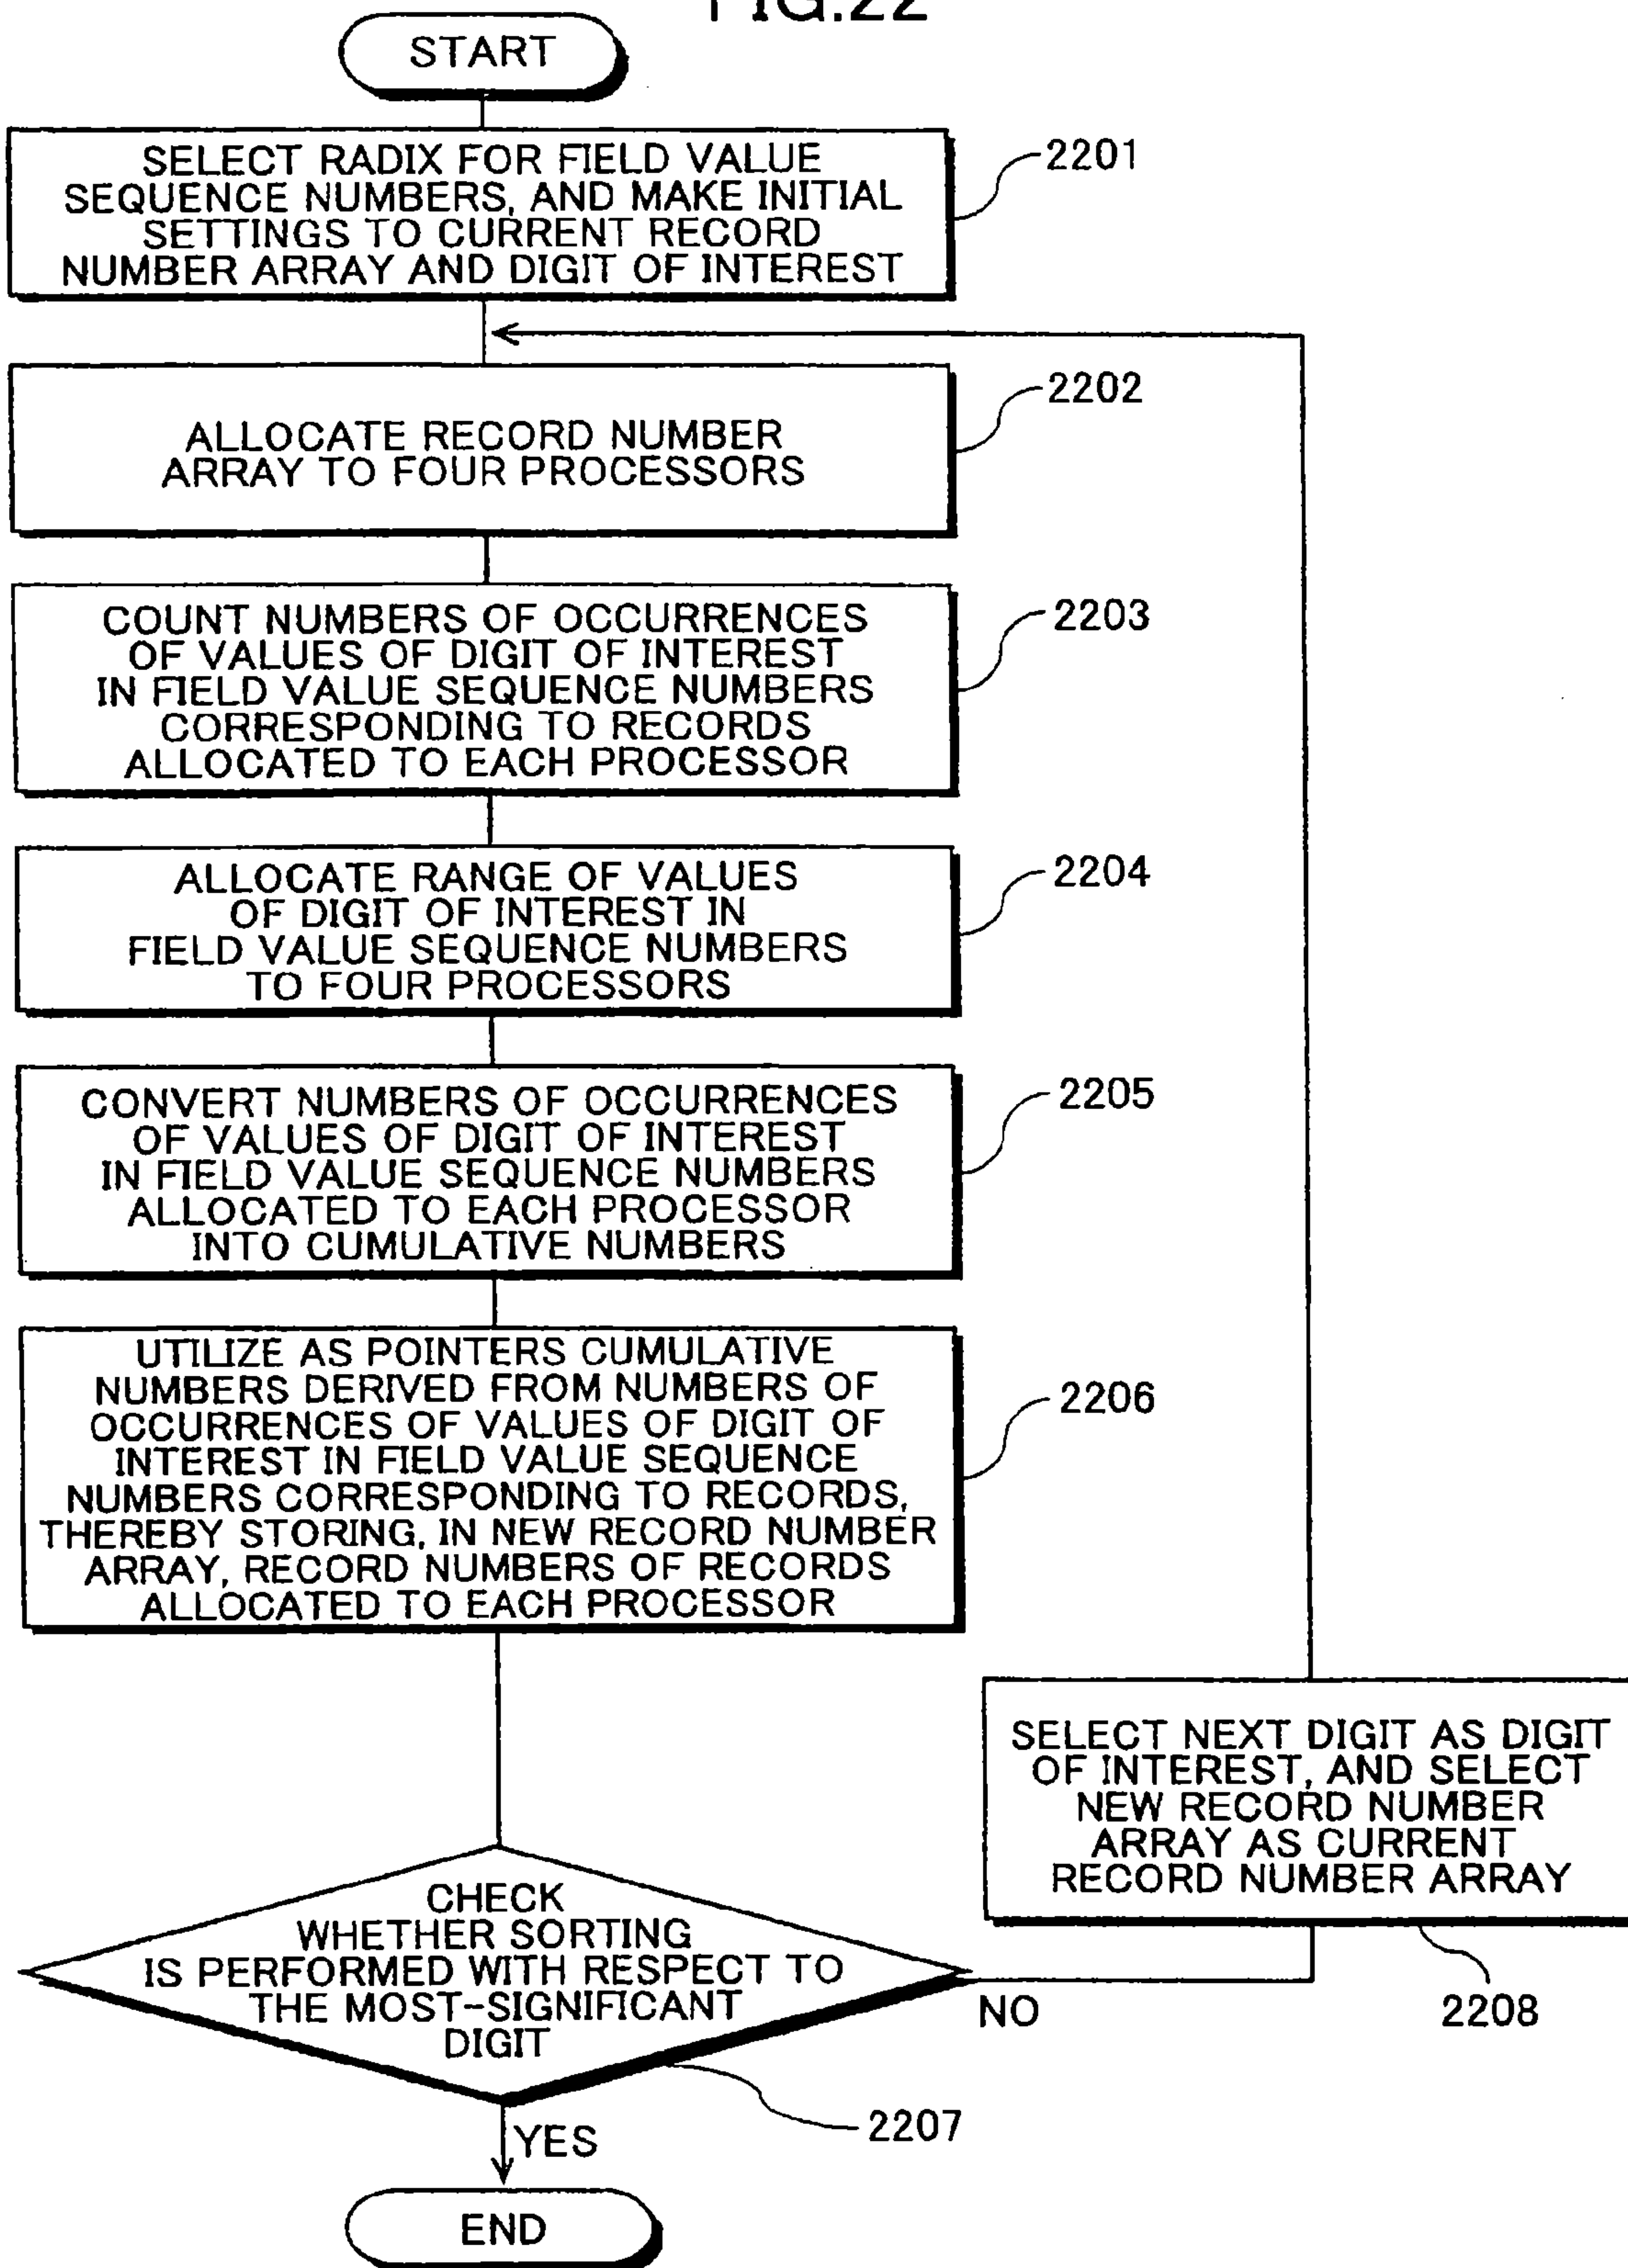 FIG.22
START
SELECT RADIX FOR FIELD VALUE
SEQUENCE NUMBERS, AND MAKE INITIAL
SETTINGS TO CURRENT RECORD
NUMBER ARRAY AND DIGIT OF INTEREST
2201
ALLOCATE RECORD NUMBER
ARRAY TO FOUR PROCESSORS
2202
COUNT NUMBERS OF OCCURRENCES
OF VALUES OF DIGIT OF INTEREST
IN FIELD VALUE SEQUENCE NUMBERS
CORRESPONDING TO RECORDS
ALLOCATED TO EACH PROCESSOR
2203
ALLOCATE RANGE OF VALUES
OF DIGIT OF INTEREST IN
FIELD VALUE SEQUENCE NUMBERS
TO FOUR PROCESSORS
2204
CONVERT NUMBERS OF OCCURRENCES
OF VALUES OF DIGIT OF INTEREST
IN FIELD VALUE SEQUENCE NUMBERS
ALLOCATED TO EACH PROCESSOR
INTO CUMULATIVE NUMBERS
2205
UTILIZE AS POINTERS CUMULATIVE
NUMBERS DERIVED FROM NUMBERS OF
OCCURRENCES OF VALUES OF DIGIT OF
INTEREST IN FIELD VALUE SEQUENCE
NUMBERS CORRESPONDING TO RECORDS,
THEREBY STORING, IN NEW RECORD NUMBER
ARRAY, RECORD NUMBERS OF RECORDS
ALLOCATED TO EACH PROCESSOR
2206
SELECT NEXT DIGIT AS DIGIT
OF INTEREST, AND SELECT
NEW RECORD NUMBER
ARRAY AS CURRENT
RECORD NUMBER ARRAY
2208
CHECK
WHETHER SORTING
IS PERFORMED WITH RESPECT TO
THE MOST-SIGNIFICANT
DIGIT
NO
2207
YES
END